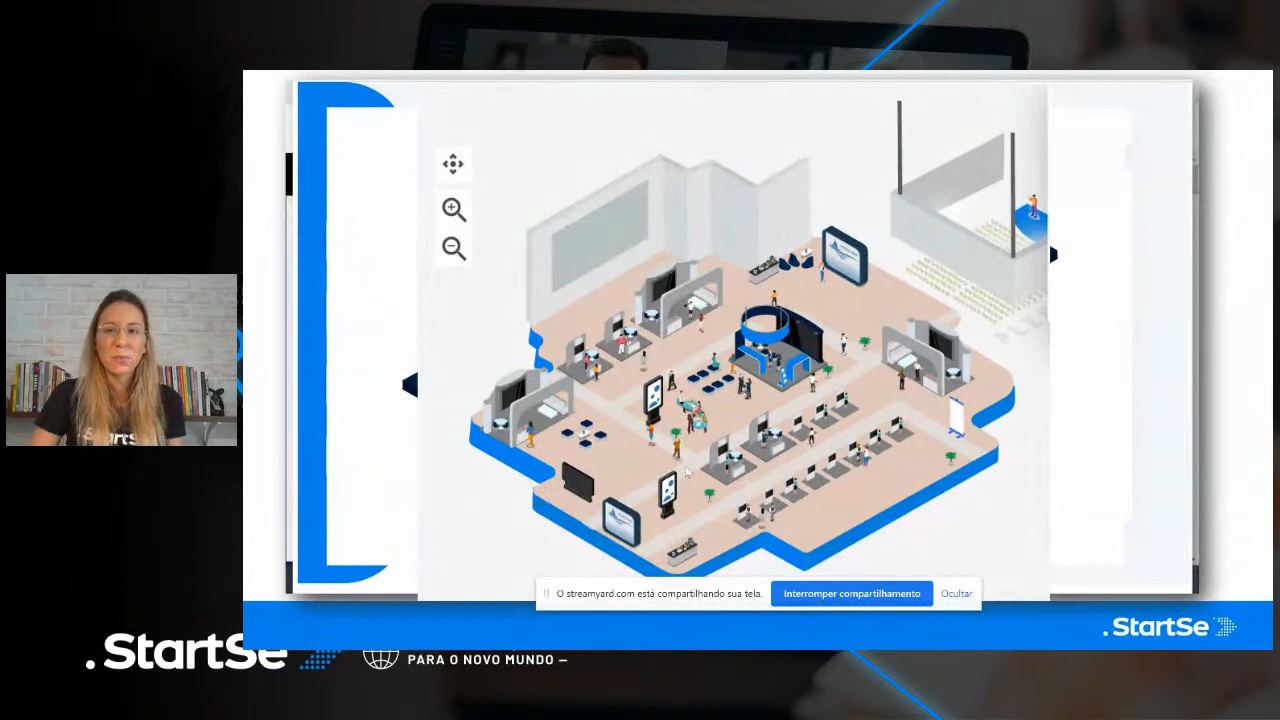 O streamyard.com está compartilhando sua tela.
Interromper compartilhamento
Ocultar
.StartSe
.StartSe
PARA O NOVO MUNDO –